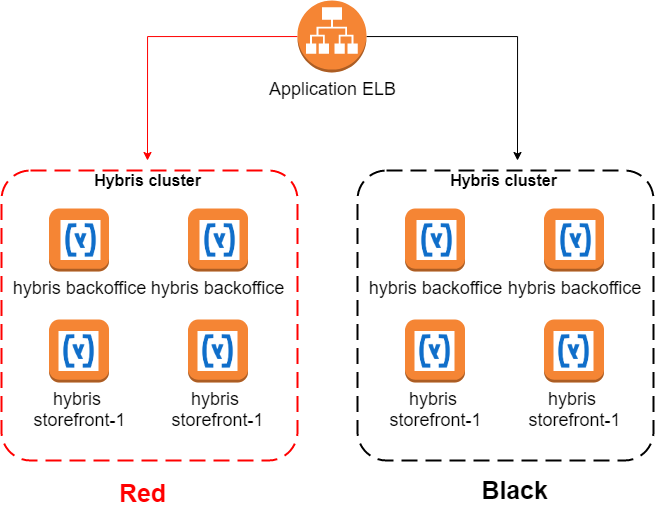 Application ELB
Hybris cluster
hybris backoffice
hybris backoffice
hybris
storefront-1
hybris
storefront-1
Red
Hybris cluster
hybris backoffice
hybris backoffice
hybris
storefront-1
hybris
storefront-1
Black